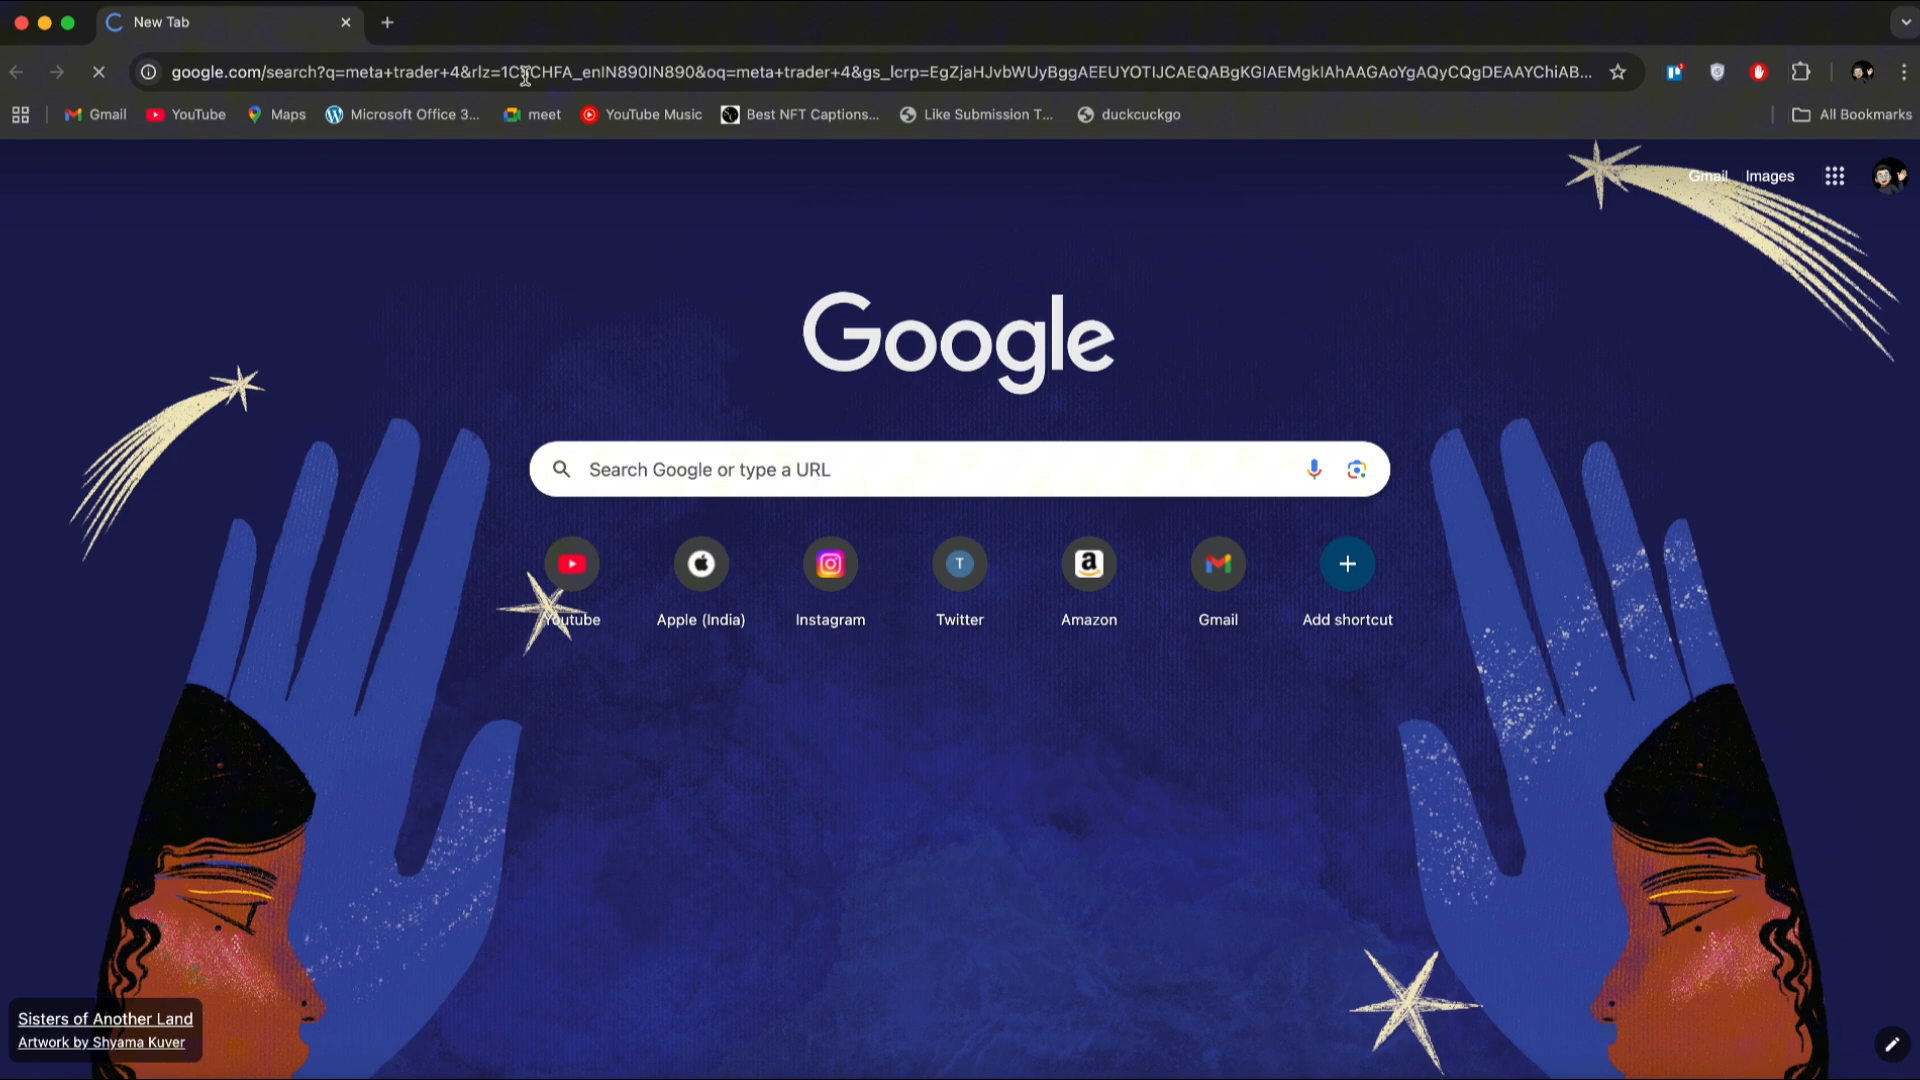 New Tab
google.com/search?q=meta+trader+4&rlz=1C5CHFA_enIN890IN890&oq=meta+trader+4&gs_lcrp=EgZjaHJvbWUyBggAEEUYOTIJCAEQABgKGIAEMgkIAhAAGAoYgAQyCQgDEAAYChiAB...
Gmail YouTube Maps Microsoft Office 3... meet YouTube Music Best NFT Captions... Like Submission T... duckcuckgo All Bookmarks
Gmail Images
Google
Search Google or type a URL
T
a
Youtube Apple (India) Instagram Twitter Amazon Gmail Add shortcut
Sisters of Another Land
Artwork by Shyama Kuver